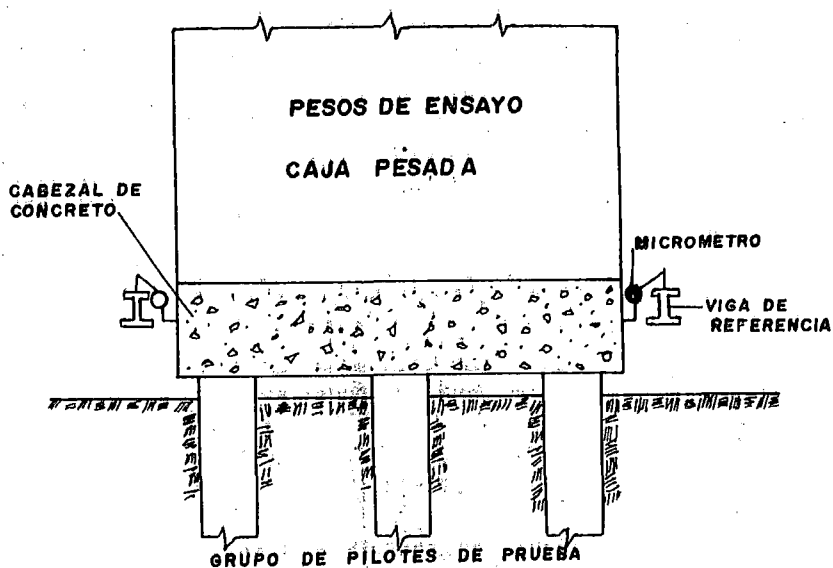 PESOS DE ENSAYO
CAJA PESADA
CABEZAL DE
CONCRETO
MICROMETRO
VIGA DE
REFERENCIA
GRUPO DE PILOTES DE PRUEBA